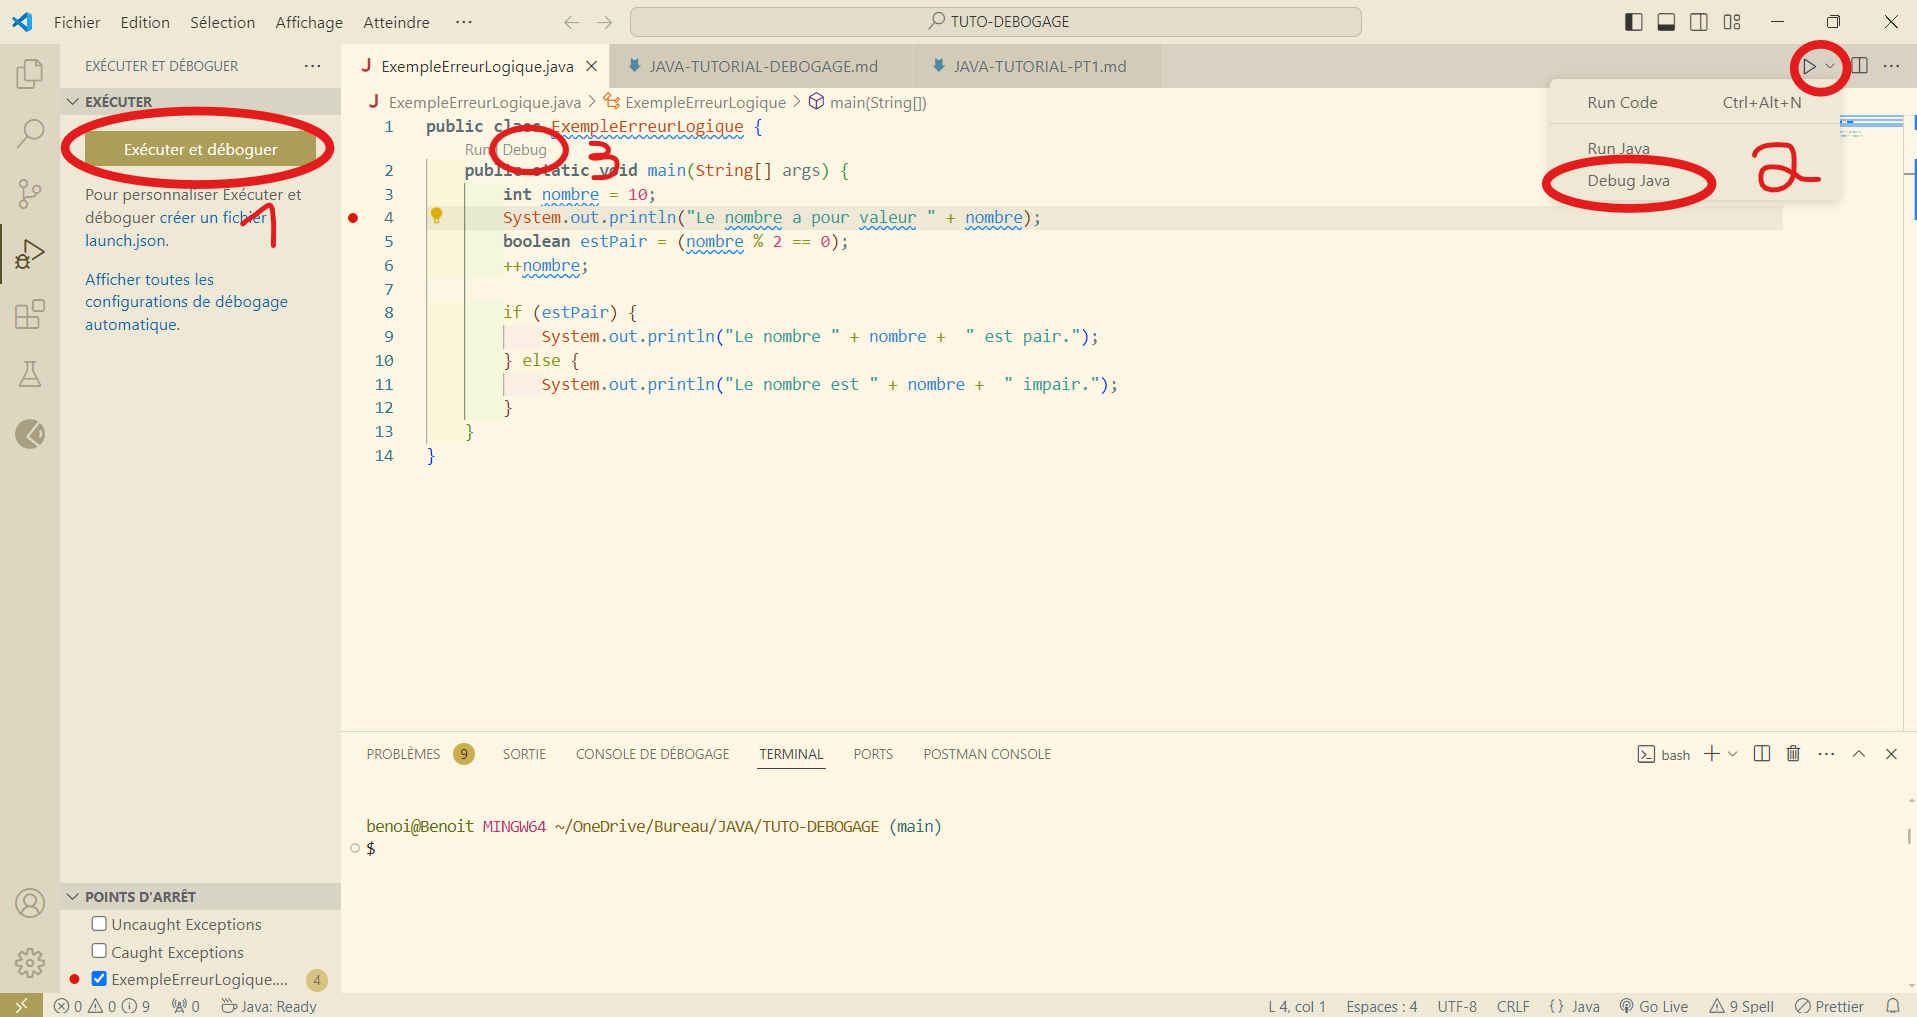 Fichier Edition Sélection Affichage Atteindre ··· TUTO-DEBOGAGE
EXÉCUTER ET DÉBOGUER ···
EXÉCUTER
Exécuter et déboguer
Pour personnaliser Exécuter et
déboguer créer un fichier
launch.json.
1
Afficher toutes les
configurations de débogage
automatique.
POINTS D'ARRÊT
Uncaught Exceptions
Caught Exceptions
ExempleErreurLogique.... 4
J ExempleErreurLogique.java JAVA-TUTORIAL-DEBOGAGE.md JAVA-TUTORIAL-PT1.md
J ExempleErreurLogique.java > ExempleErreurLogique > main(String[])
1 public class ExempleErreurLogique {
Run Debug 3
2 public static void main(String[] args) {
3 int nombre = 10;
4 System.out.println("Le nombre a pour valeur " + nombre);
5 boolean estPair = (nombre % 2 == 0);
6 ++nombre;
7
8 if (estPair) {
9 System.out.println("Le nombre " + nombre +  " est pair.");
10 } else {
11 System.out.println("Le nombre est " + nombre +  " impair.");
12 }
13 }
14 }
Run Code Ctrl+Alt+N
Run Java
Debug Java
2
PROBLÈMES 9 SORTIE CONSOLE DE DÉBOGAGE TERMINAL PORTS POSTMAN CONSOLE bash
benoi@Benoit MINGW64 ~/OneDrive/Bureau/JAVA/TUTO-DEBOGAGE (main)
$
0 0 9 0 Java: Ready L 4, col 1 Espaces : 4 UTF-8 CRLF {} Java Go Live 9 Spell Prettier